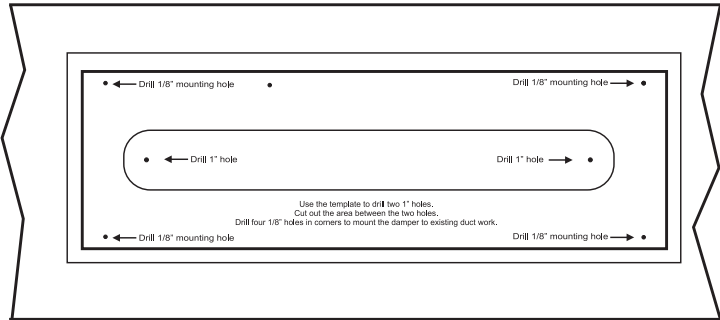 Drill 1/8" mounting hole
Drill 1/8" mounting hole
Drill 1" hole
Drill 1" hole
Use the template to drill two 1" holes.
Cut out the area between the two holes.
Drill four 1/8" holes in corners to mount the damper to existing duct work.
Drill 1/8" mounting hole
Drill 1/8" mounting hole